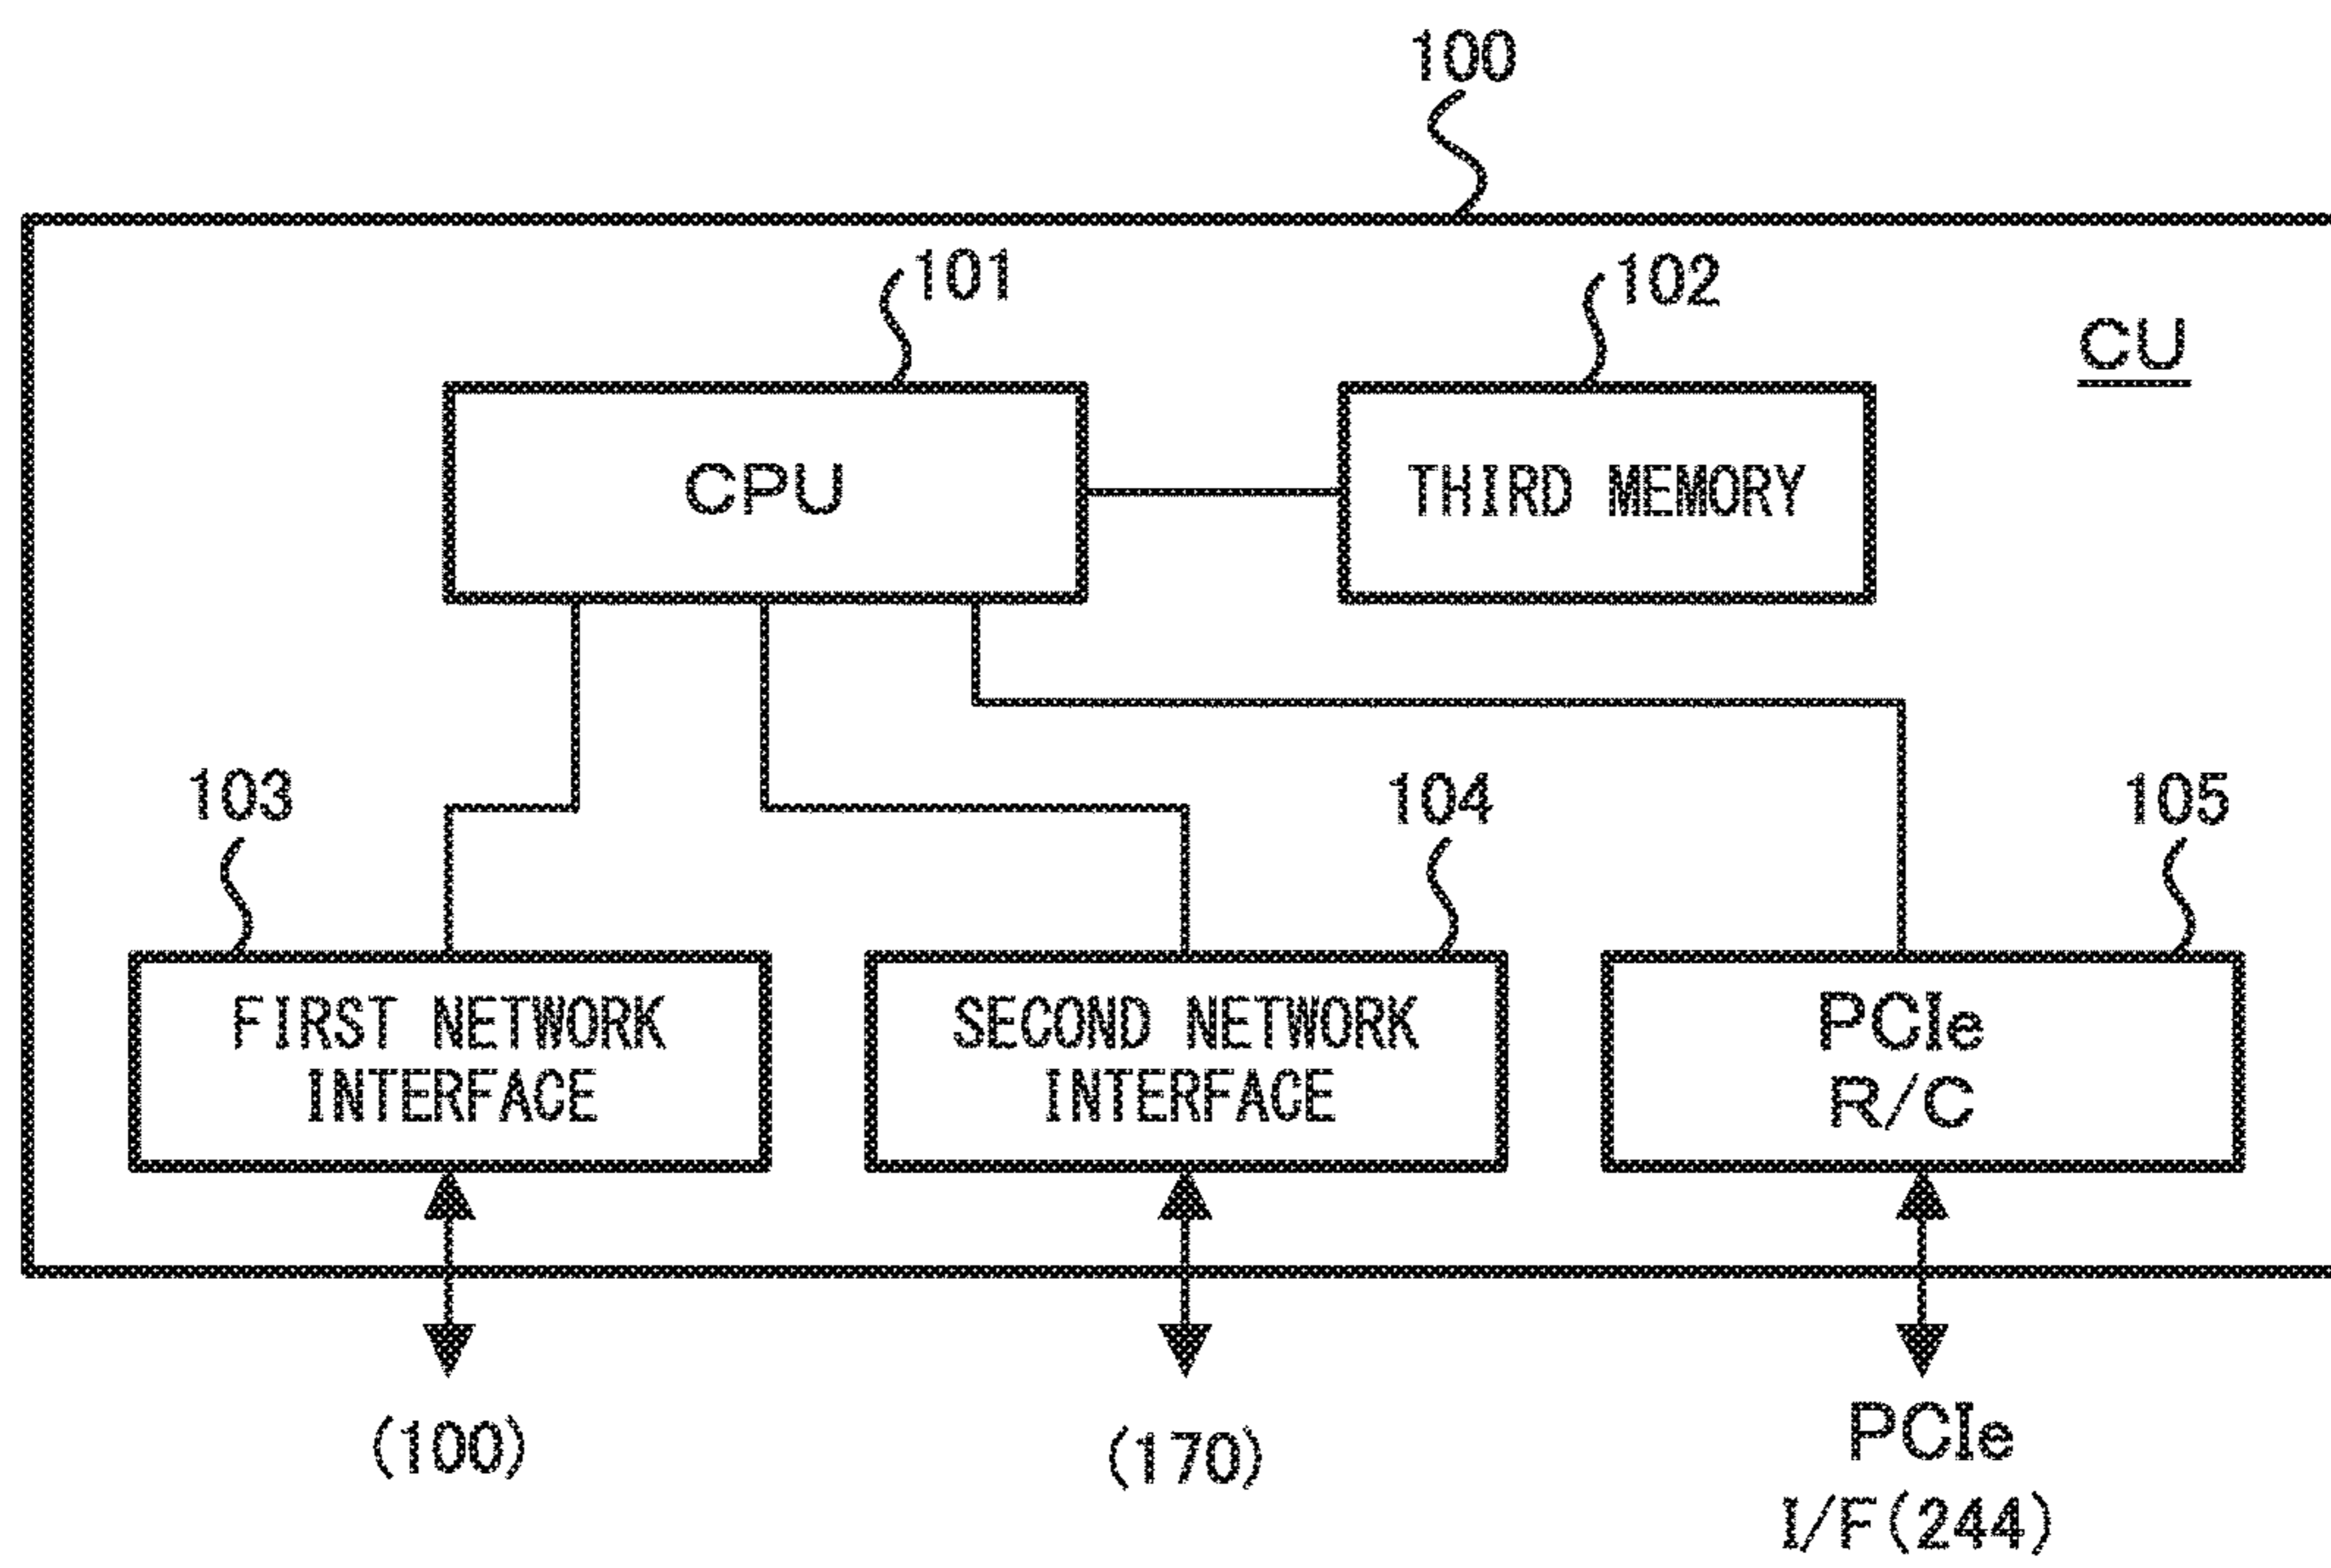 100
101
102
CU
CPU
THIRD MEMORY
103
104
105
FIRST NETWORK
INTERFACE
SECOND NETWORK
INTERFACE
PCIe
R/C
(100)
(170)
PCIe
I/F(244)